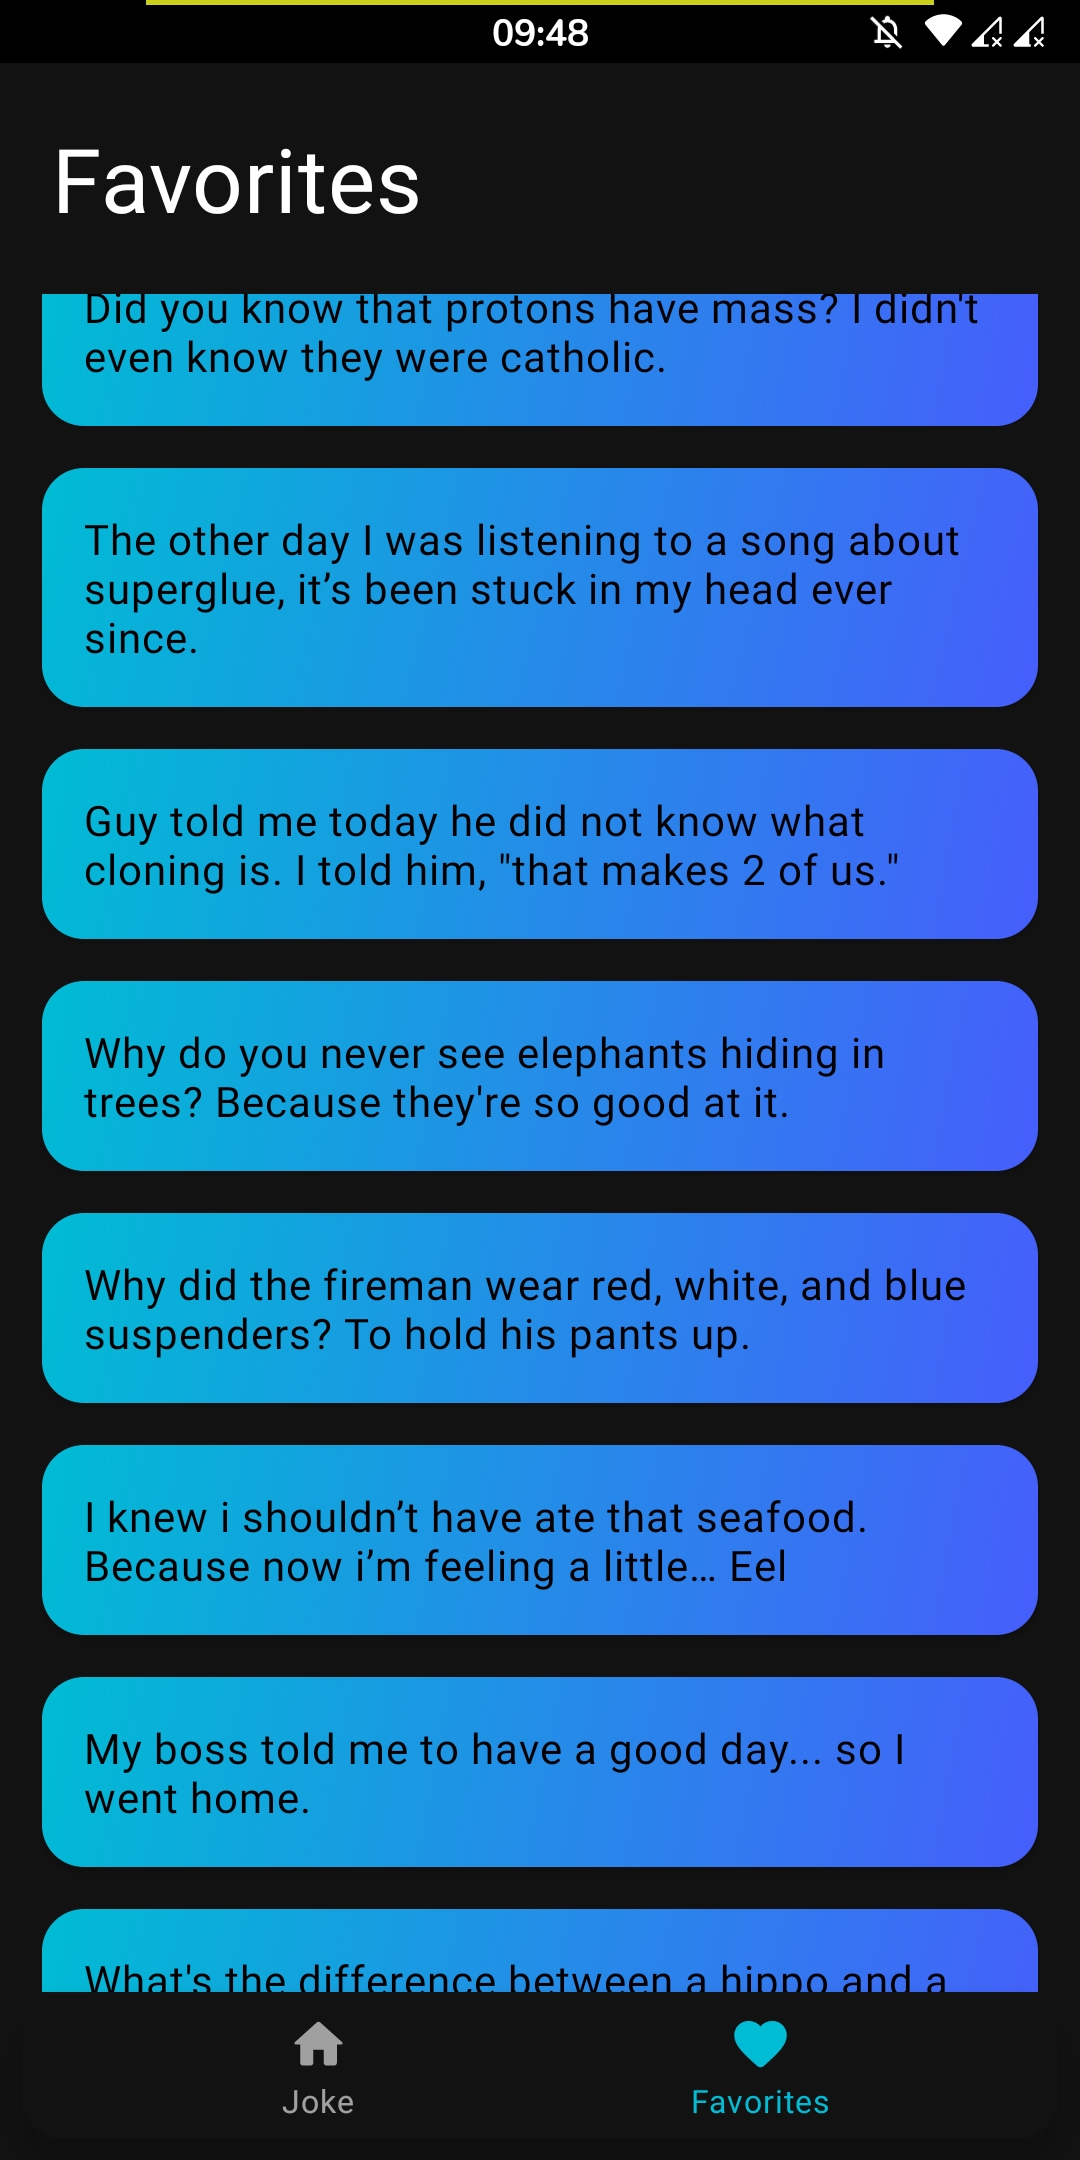 09:48
Favorites
Did you know that protons have mass? I didn't
even know they were catholic.
The other day I was listening to a song about
superglue, it’s been stuck in my head ever
since.
Guy told me today he did not know what
cloning is. I told him, "that makes 2 of us."
Why do you never see elephants hiding in
trees? Because they're so good at it.
Why did the fireman wear red, white, and blue
suspenders? To hold his pants up.
I knew i shouldn’t have ate that seafood.
Because now i’m feeling a little… Eel
My boss told me to have a good day... so I
went home.
What's the difference between a hippo and a
Joke
Favorites